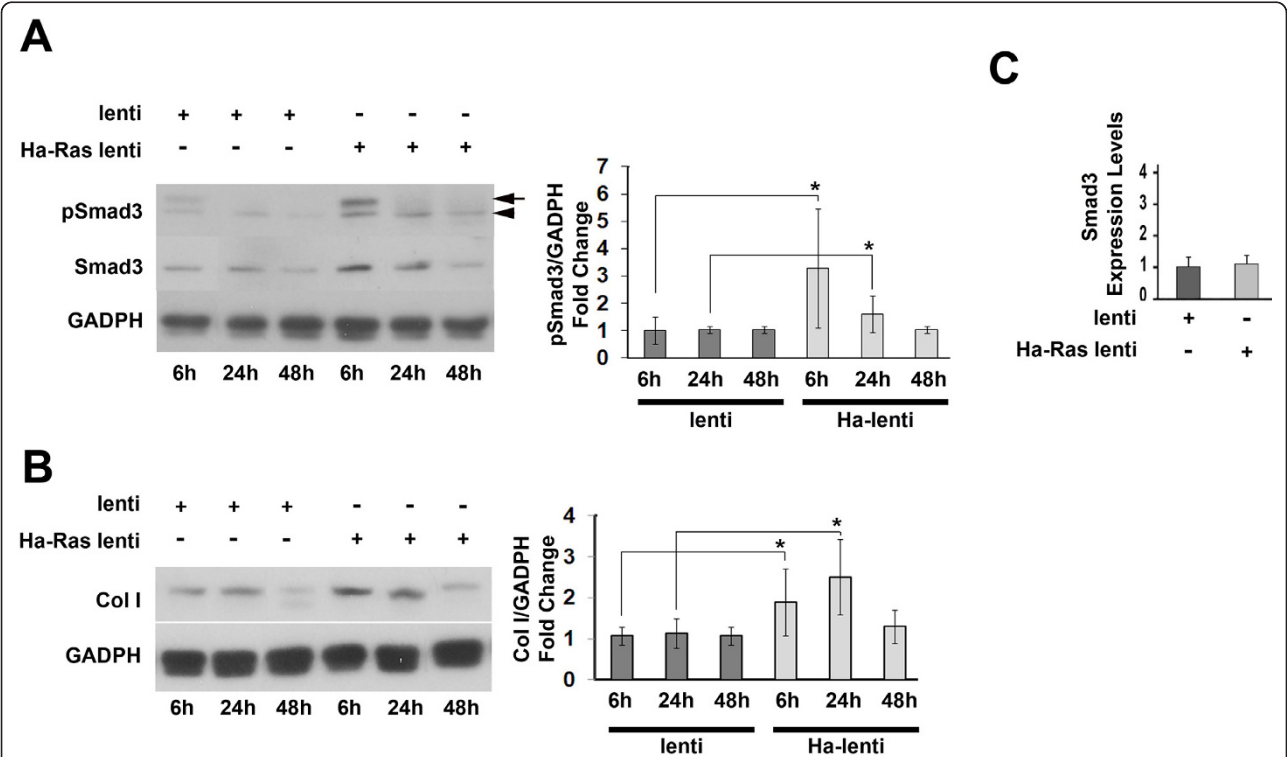 A
lenti + + + - - -
Ha-Ras lenti - - - + + +
pSmad3
Smad3
GADPH
6h 24h 48h 6h 24h 48h
pSmad3/GADPH
Fold Change
7
6
5
4
3
2
1
0
* *
6h 24h 48h 6h 24h 48h
lenti Ha-lenti
C
Smad3
Expression Levels
4
3
2
1
0
lenti + -
Ha-Ras lenti - +
B
lenti + + + - - -
Ha-Ras lenti - - - + + +
Col I
GADPH
6h 24h 48h 6h 24h 48h
Col I/GADPH
Fold Change
4
3
2
1
0
* *
6h 24h 48h 6h 24h 48h
lenti Ha-lenti